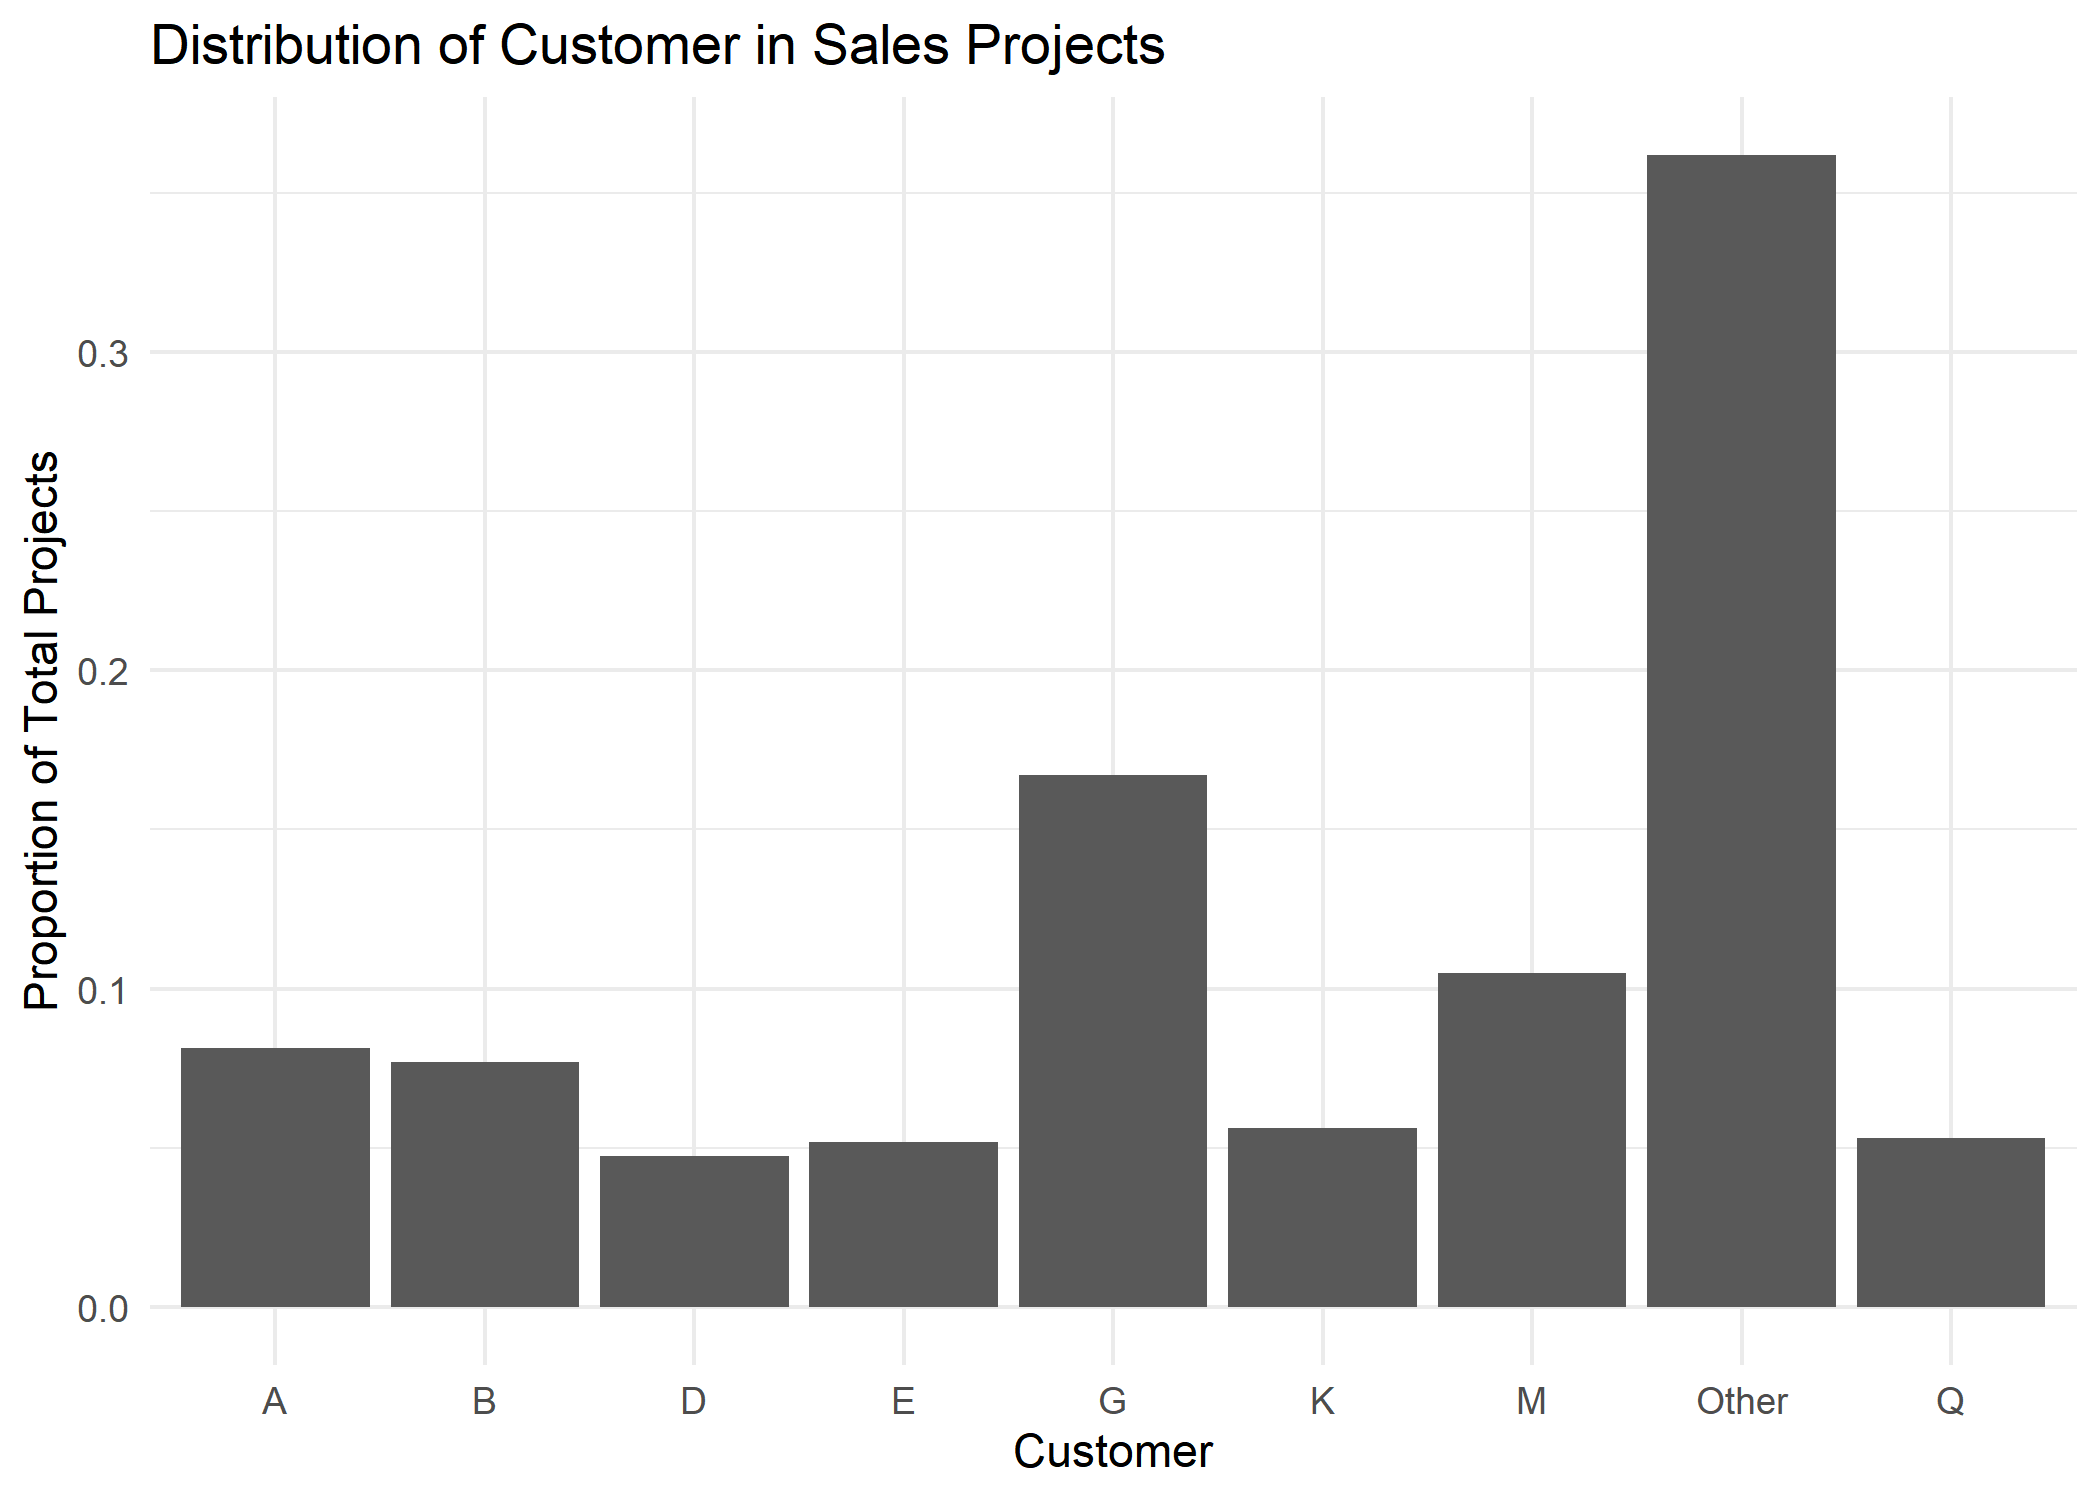 Distribution of Customer in Sales Projects
Proportion of Total Projects
0.3
0.2
0.1
0.0
A B D E G K M Other Q
Customer